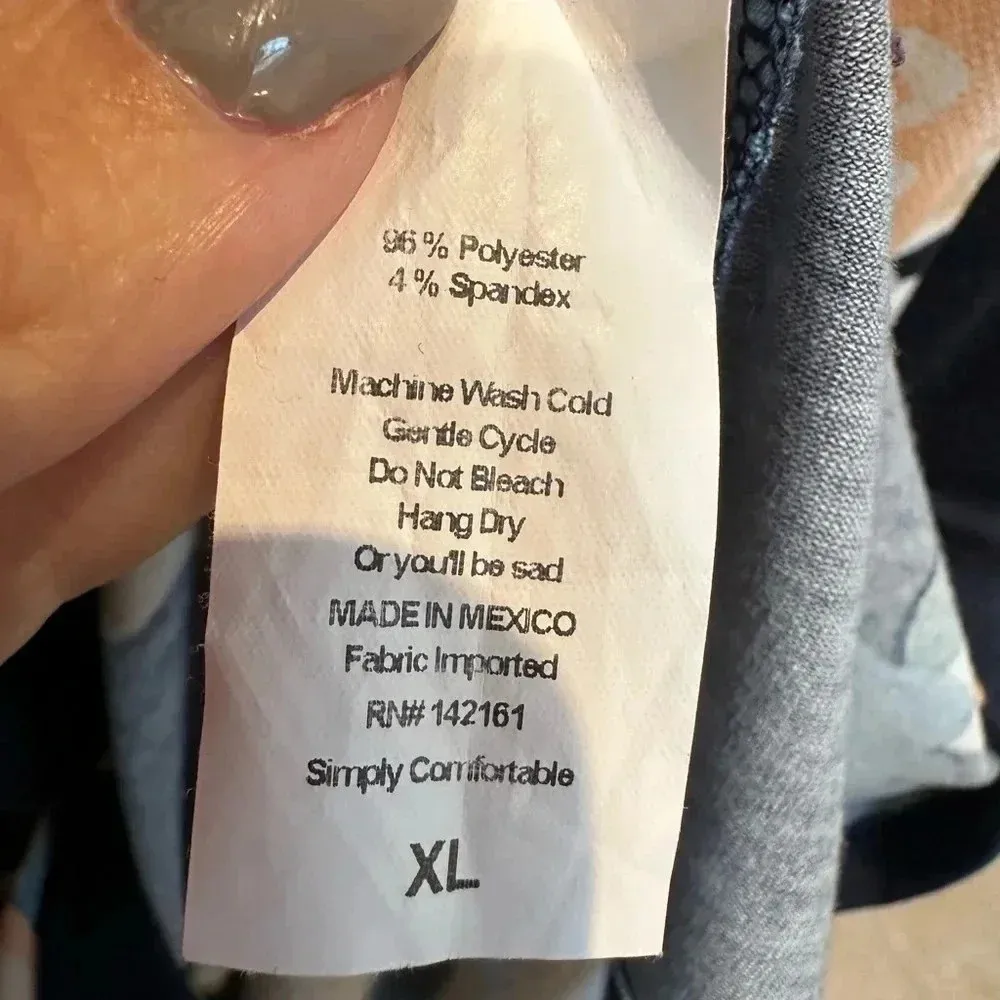 96% Polyester
4% Spandex
Machine Wash Cold
Gentle Cycle
Do Not Bleach
Hang Dry
Or you'll be sad
MADE IN MEXICO
Fabric Imported
RN# 142161
Simply Comfortable
XL